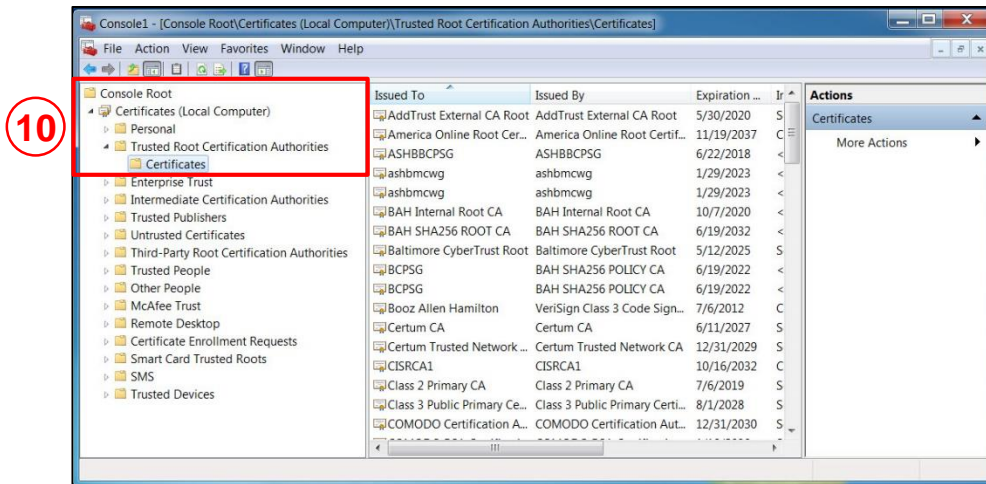 Console1 - [Console Root\Certificates (Local Computer)\Trusted Root Certification Authorities\Certificates]
File Action View Favorites Window Help
10
Console Root
Certificates (Local Computer)
Personal
Trusted Root Certification Authorities
Certificates
Enterprise Trust
Intermediate Certification Authorities
Trusted Publishers
Untrusted Certificates
Third-Party Root Certification Authorities
Trusted People
Other People
McAfee Trust
Remote Desktop
Certificate Enrollment Requests
Smart Card Trusted Roots
SMS
Trusted Devices
Issued To Issued By Expiration ... Ir
AddTrust External CA Root AddTrust External CA Root 5/30/2020 S
America Online Root Cer... America Online Root Certif... 11/19/2037 C
ASHBBCPSG ASHBBCPSG 6/22/2018 <
ashbmcwg ashbmcwg 1/29/2023 <
ashbmcwg ashbmcwg 1/29/2023 <
BAH Internal Root CA BAH Internal Root CA 10/7/2020 <
BAH SHA256 ROOT CA BAH SHA256 ROOT CA 6/19/2032 <
Baltimore CyberTrust Root Baltimore CyberTrust Root 5/12/2025 S
BCPSG BAH SHA256 POLICY CA 6/19/2022 <
BCPSG BAH SHA256 POLICY CA 6/19/2022 <
Booz Allen Hamilton VeriSign Class 3 Code Sign... 7/6/2012 C
Certum CA Certum CA 6/11/2027 S
Certum Trusted Network ... Certum Trusted Network CA 12/31/2029 S
CISRCA1 CISRCA1 10/16/2032 C
Class 2 Primary CA Class 2 Primary CA 7/6/2019 S
Class 3 Public Primary Ce... Class 3 Public Primary Certi... 8/1/2028 S
COMODO Certification A... COMODO Certification Aut... 12/31/2030 S
Actions
Certificates
More Actions